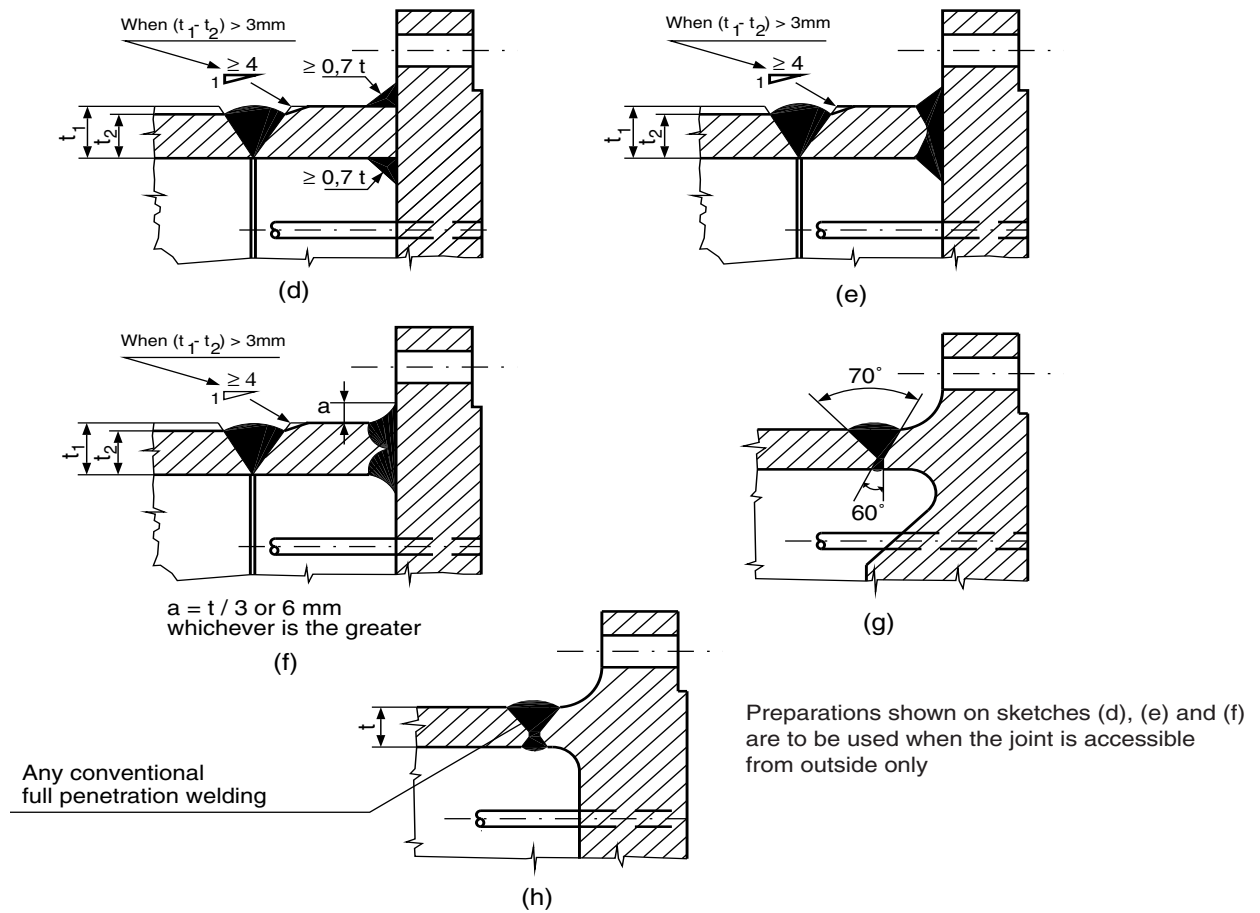 When (t1- t2) > 3mm
≥ 4
1
≥ 0,7 t
t1
t2
≥ 0,7 t
(d)
When (t1- t2) > 3mm
≥ 4
1
t1
t2
(e)
When (t1- t2) > 3mm
≥ 4
1
a
t1
t2
a = t / 3 or 6 mm
whichever is the greater
(f)
70°
60°
(g)
t
Any conventional
full penetration welding
(h)
Preparations shown on sketches (d), (e) and (f)
are to be used when the joint is accessible
from outside only